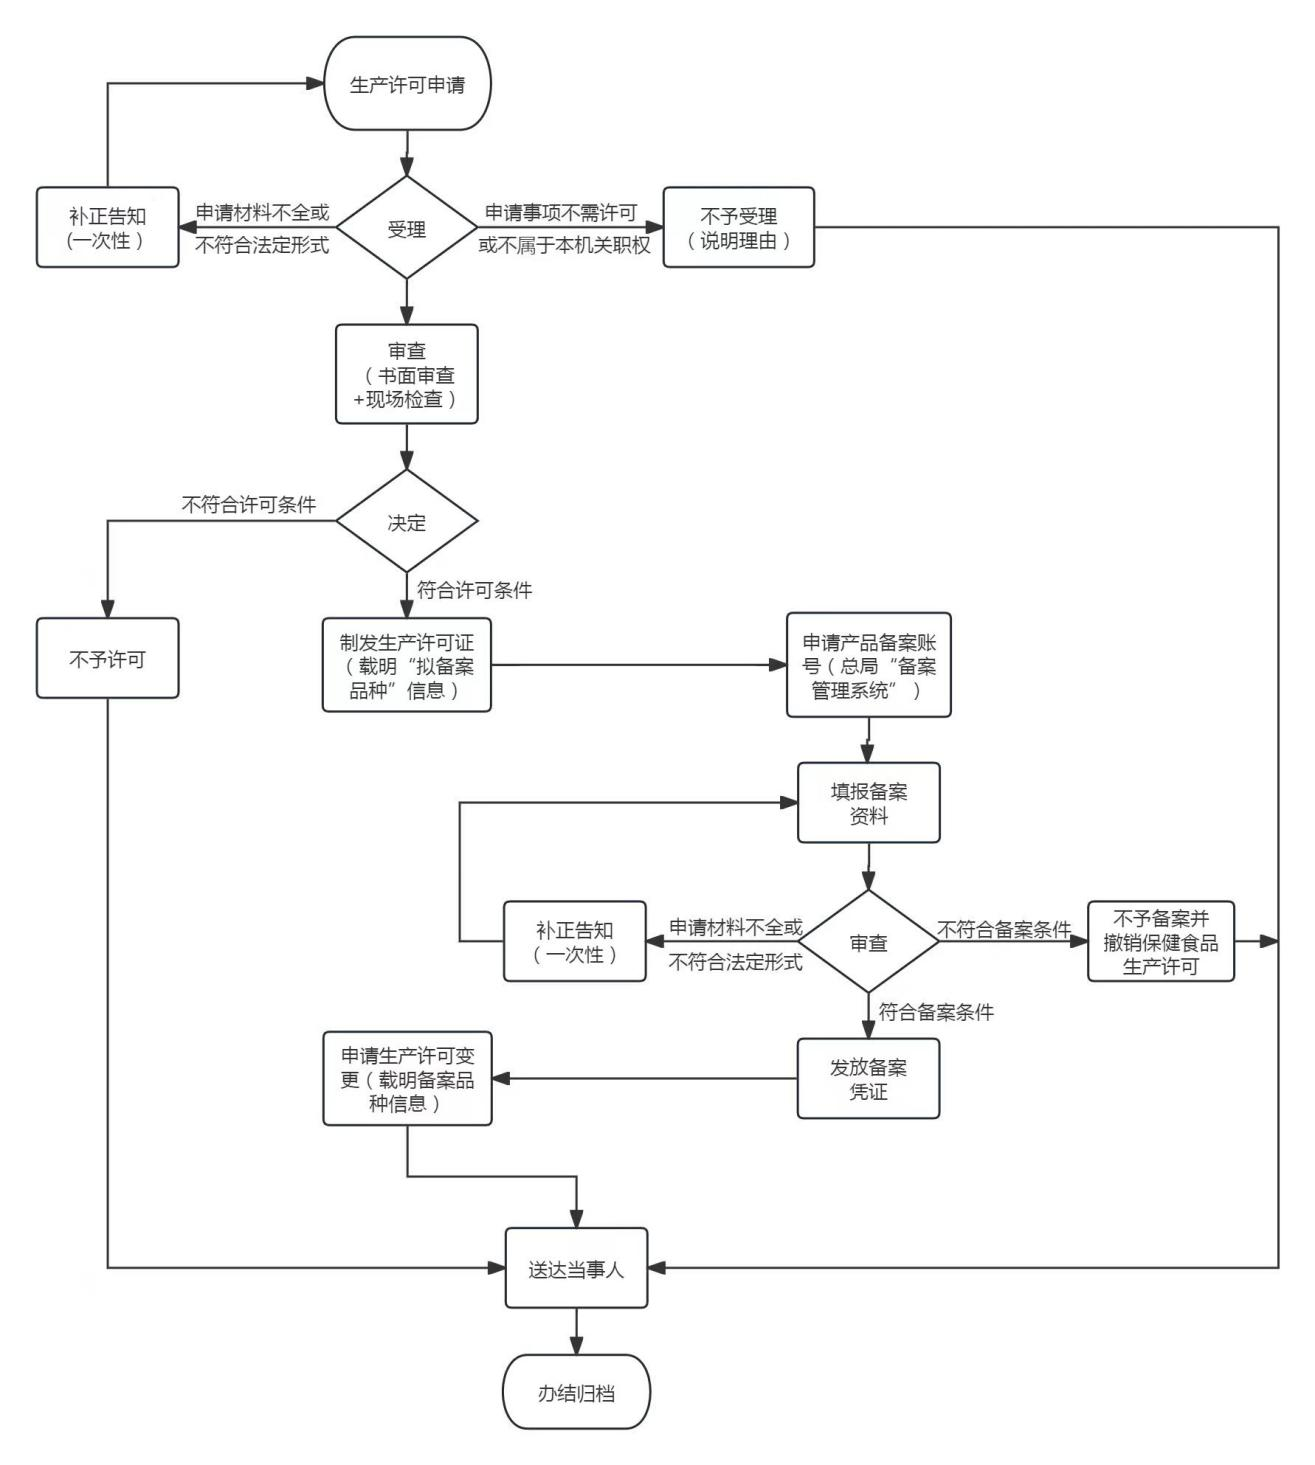 生产许可申请
补正告知
(一次性）
申请材料不全或
不符合法定形式
受理
申请事项不需许可
或不属于本机关职权
不予受理
（说明理由）
审查
（书面审查
+现场检查）
不符合许可条件
决定
符合许可条件
不予许可
制发生产许可证
（载明“拟备案
品种”信息）
申请产品备案账
号（总局“备案
管理系统”）
填报备案
资料
补正告知
（一次性）
申请材料不全或
不符合法定形式
审查
不符合备案条件
不予备案并
撤销保健食品
生产许可
符合备案条件
申请生产许可变
更（载明备案品
种信息）
发放备案
凭证
送达当事人
办结归档